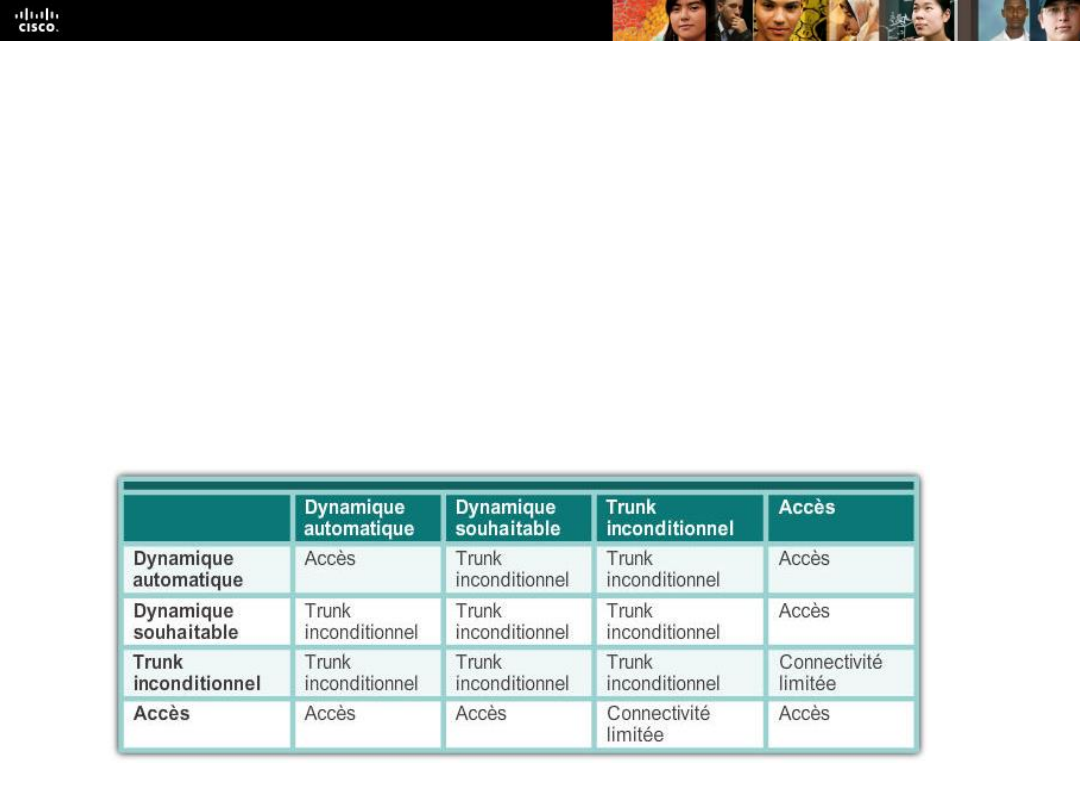 CISCO.
Dynamique automatique
Dynamique souhaitable
Trunk inconditionnel
Accès
Dynamique automatique
Accès
Trunk inconditionnel
Trunk inconditionnel
Accès
Dynamique souhaitable
Trunk inconditionnel
Trunk inconditionnel
Trunk inconditionnel
Accès
Trunk inconditionnel
Trunk inconditionnel
Trunk inconditionnel
Trunk inconditionnel
Connectivité limitée
Accès
Accès
Accès
Connectivité limitée
Accès